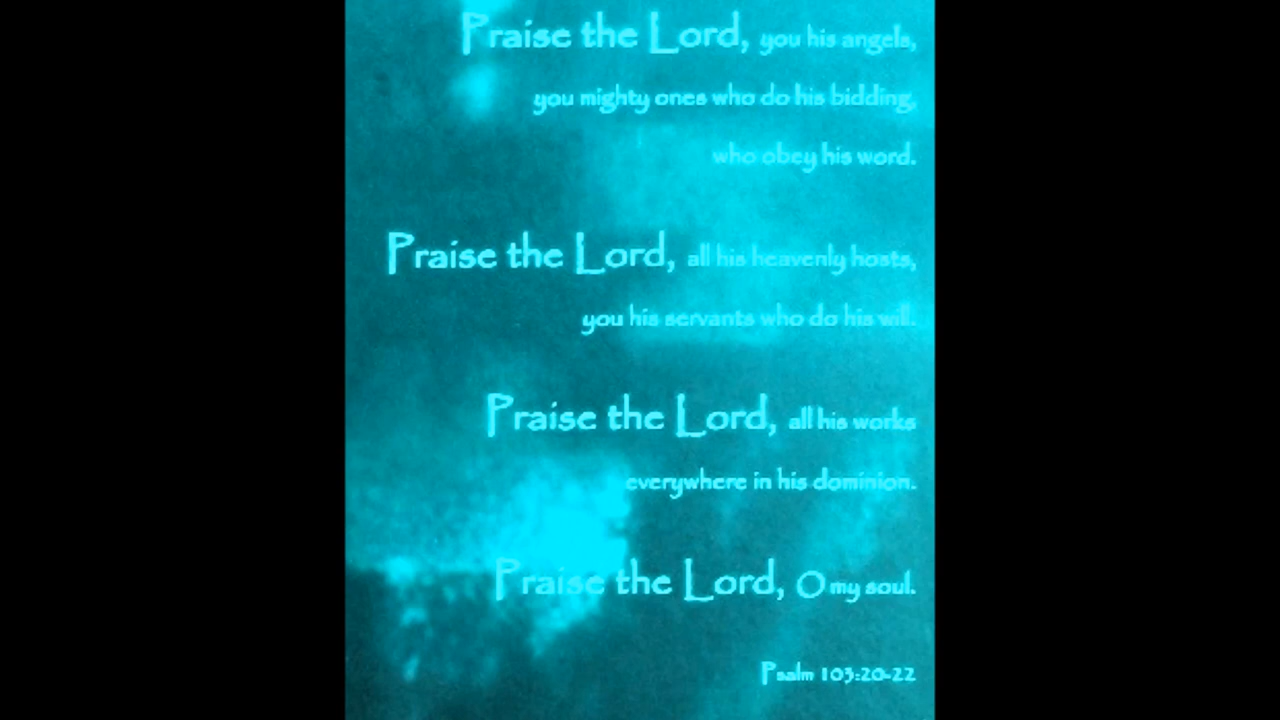 Praise the Lord, you his angels,
you mighty ones who do his bidding,
who obey his word.
Praise the Lord, all his heavenly hosts,
you his servants who do his will.
Praise the Lord, all his works
everywhere in his dominion.
Praise the Lord, O my soul.
Psalm 103:20-22